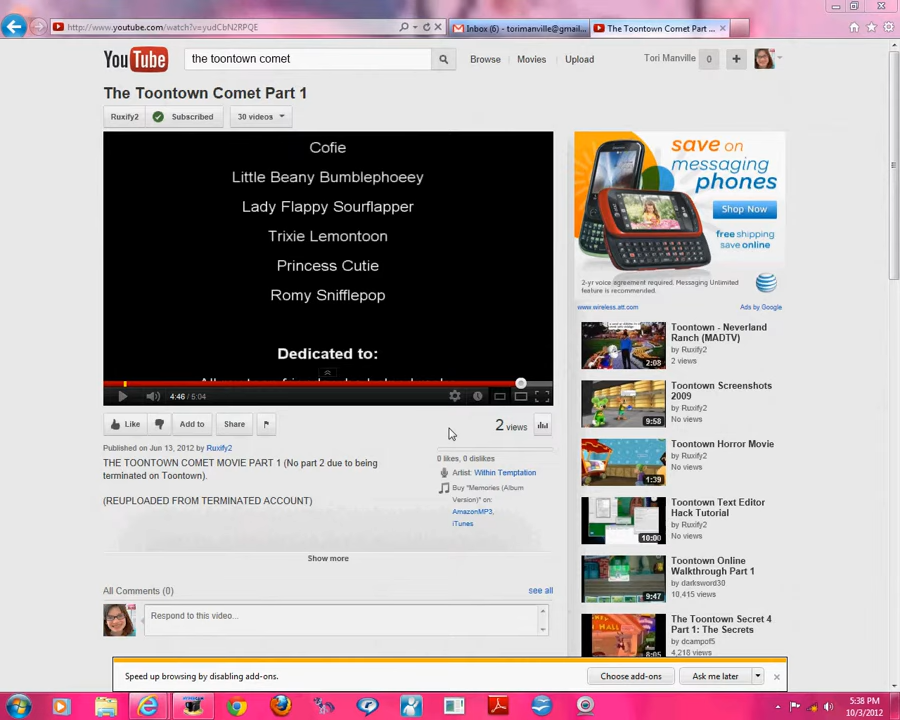 http://www.youtube.com/watch?v=yudCbN2RPQE
Inbox (6) - torimanville@gmail...
The Toontown Comet Part ...
YouTube
the toontown comet
Browse
Movies
Upload
Tori Manville
0
The Toontown Comet Part 1
Ruxify2
Subscribed
30 videos
Cofie
Little Beany Bumblephoeey
Lady Flappy Sourflapper
Trixie Lemontoon
Princess Cutie
Romy Snifflepop
Dedicated to:
4:46 / 5:04
Like
Add to
Share
2 views
Published on Jun 13, 2012 by Ruxify2
THE TOONTOWN COMET MOVIE PART 1 (No part 2 due to being
terminated on Toontown).
(REUPLOADED FROM TERMINATED ACCOUNT)
0 likes, 0 dislikes
Artist: Within Temptation
Buy "Memories (Album
Version)" on:
AmazonMP3,
iTunes
Show more
All Comments (0)
see all
Respond to this video...
save on
messaging
phones
Shop Now
free shipping
save online
2-yr voice agreement required. Messaging Unlimited
feature is recommended.
at&t
www.wireless.att.com
Ads by Google
2:08
Toontown - Neverland
Ranch (MADTV)
by Ruxify2
2 views
9:58
Toontown Screenshots
2009
by Ruxify2
No views
1:39
Toontown Horror Movie
by Ruxify2
No views
10:00
Toontown Text Editor
Hack Tutorial
by Ruxify2
No views
9:47
Toontown Online
Walkthrough Part 1
by darksword30
10,415 views
8:05
The Toontown Secret 4
Part 1: The Secrets
by dcampof5
4,218 views
Speed up browsing by disabling add-ons.
Choose add-ons
Ask me later
5:38 PM
10/3/2012